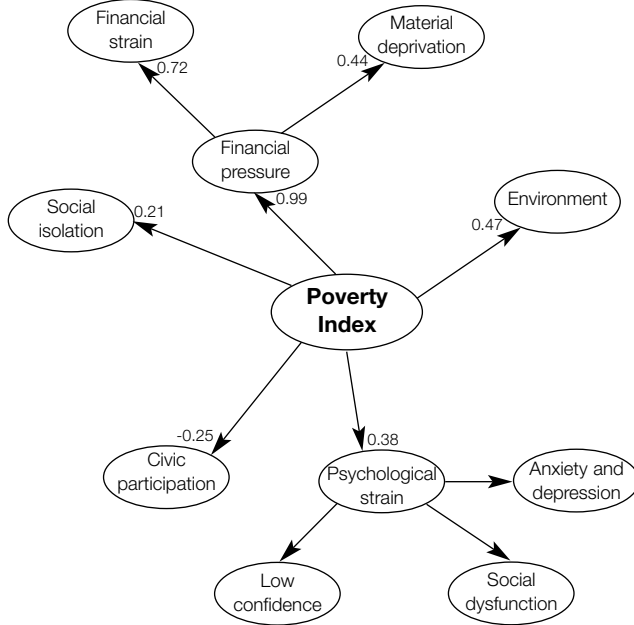 Financial
strain
Material
deprivation
0.72
0.44
Financial
pressure
0.99
Social
isolation
0.21
Environment
0.47
Poverty
Index
-0.25
Civic
participation
0.38
Psychological
strain
Anxiety and
depression
Low
confidence
Social
dysfunction